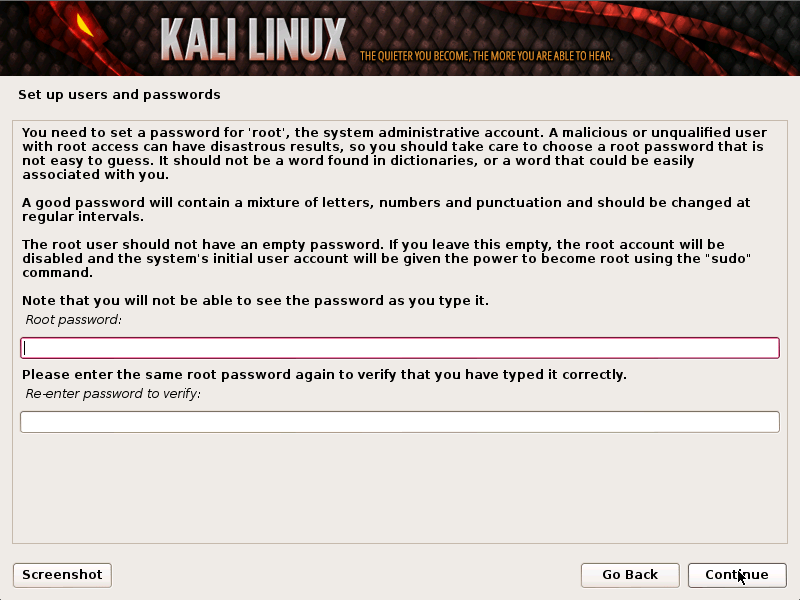 KALI LINUX THE QUIETER YOU BECOME, THE MORE YOU ARE ABLE TO HEAR.
Set up users and passwords
You need to set a password for 'root', the system administrative account. A malicious or unqualified user
with root access can have disastrous results, so you should take care to choose a root password that is
not easy to guess. It should not be a word found in dictionaries, or a word that could be easily
associated with you.
A good password will contain a mixture of letters, numbers and punctuation and should be changed at
regular intervals.
The root user should not have an empty password. If you leave this empty, the root account will be
disabled and the system's initial user account will be given the power to become root using the "sudo"
command.
Note that you will not be able to see the password as you type it.
Root password:
Please enter the same root password again to verify that you have typed it correctly.
Re-enter password to verify:
Screenshot Go Back Continue